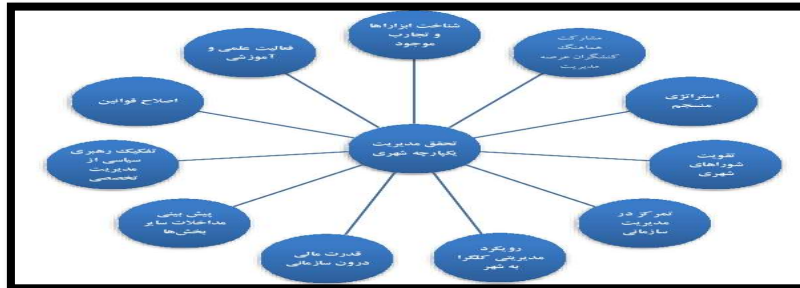 شناخت ابزاراها
و تجارب
موجود
مشارکت
هماهنگ
کنشگران عرصه
مدیریت
استراتژی
منسجم
تقویت
شوراهای
شهری
تمرکز در
مدیریت
سازمانی
رویکرد
مدیریتی کلگرا
به شهر
قدرت مالی
درون سازمانی
پیش بینی
مداخلات سایر
بخش‌ها
تفکیک رهبری
سیاسی از
مدیریت
تخصصی
اصلاح قوانین
فعالیت علمی و
آموزشی
تحقق مدیریت
یکپارچه شهری